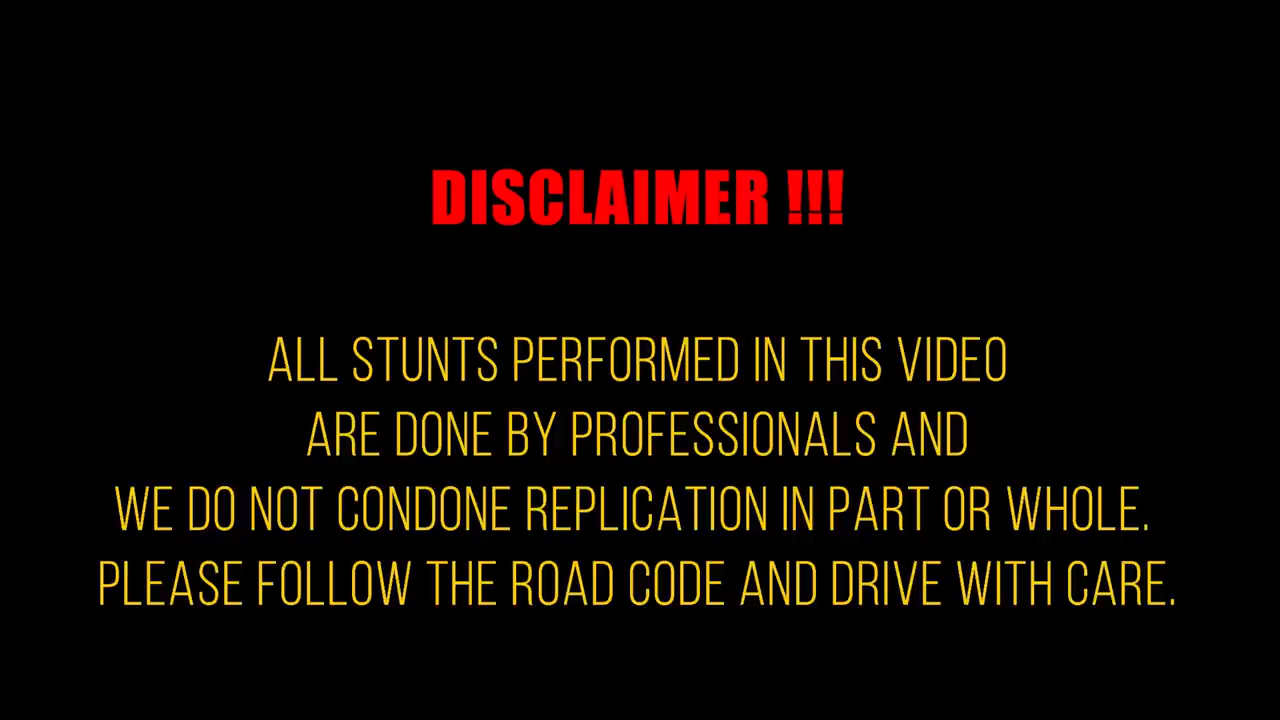 DISCLAIMER !!!
ALL STUNTS PERFORMED IN THIS VIDEO
ARE DONE BY PROFESSIONALS AND
WE DO NOT CONDONE REPLICATION IN PART OR WHOLE.
PLEASE FOLLOW THE ROAD CODE AND DRIVE WITH CARE.